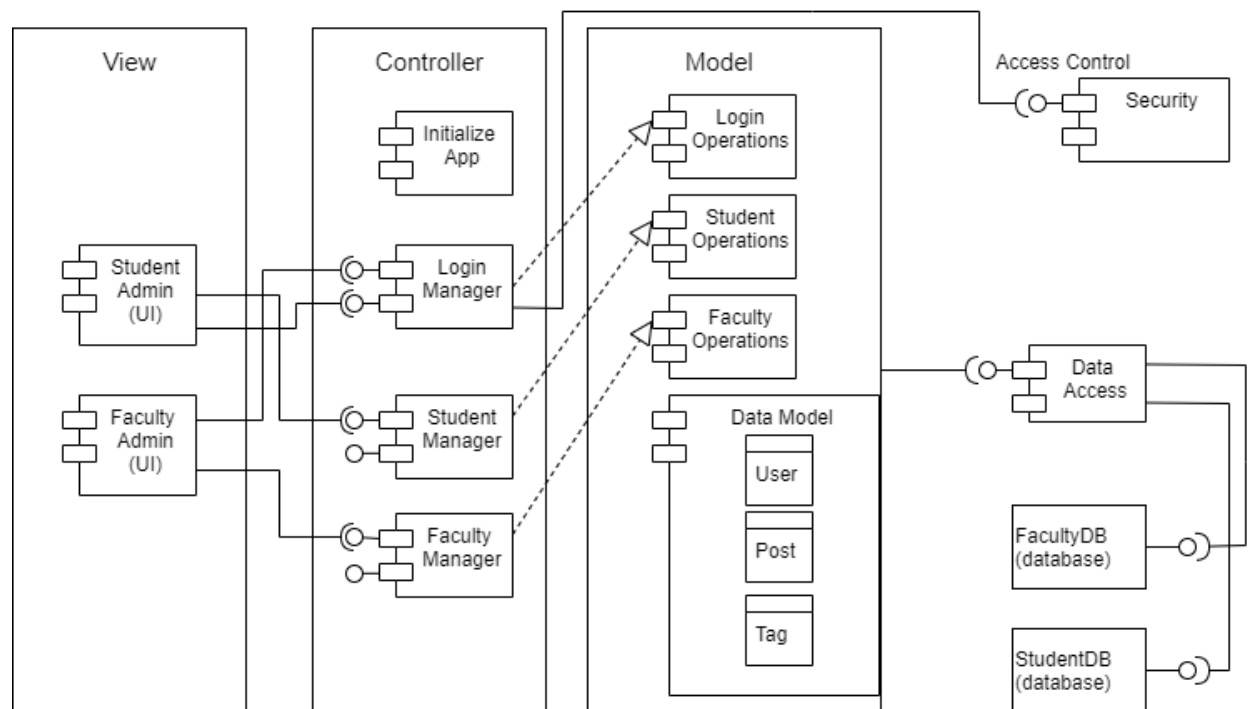 View
Controller
Model
Access Control
Security
Initialize
App
Login
Operations
Student
Operations
Student
Admin
(UI)
Login
Manager
Faculty
Operations
Data
Access
Faculty
Admin
(UI)
Student
Manager
Data Model
User
Post
Tag
Faculty
Manager
FacultyDB
(database)
StudentDB
(database)